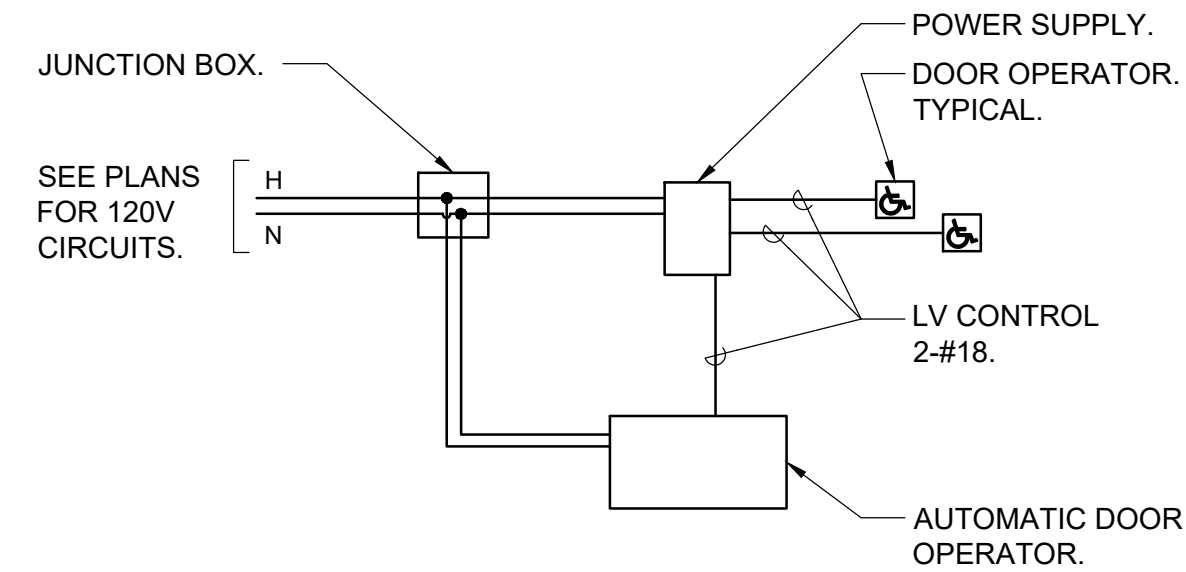 POWER SUPPLY.
JUNCTION BOX.
DOOR OPERATOR.
TYPICAL.
SEE PLANS
FOR 120V
CIRCUITS.
H
N
LV CONTROL
2-#18.
AUTOMATIC DOOR
OPERATOR.